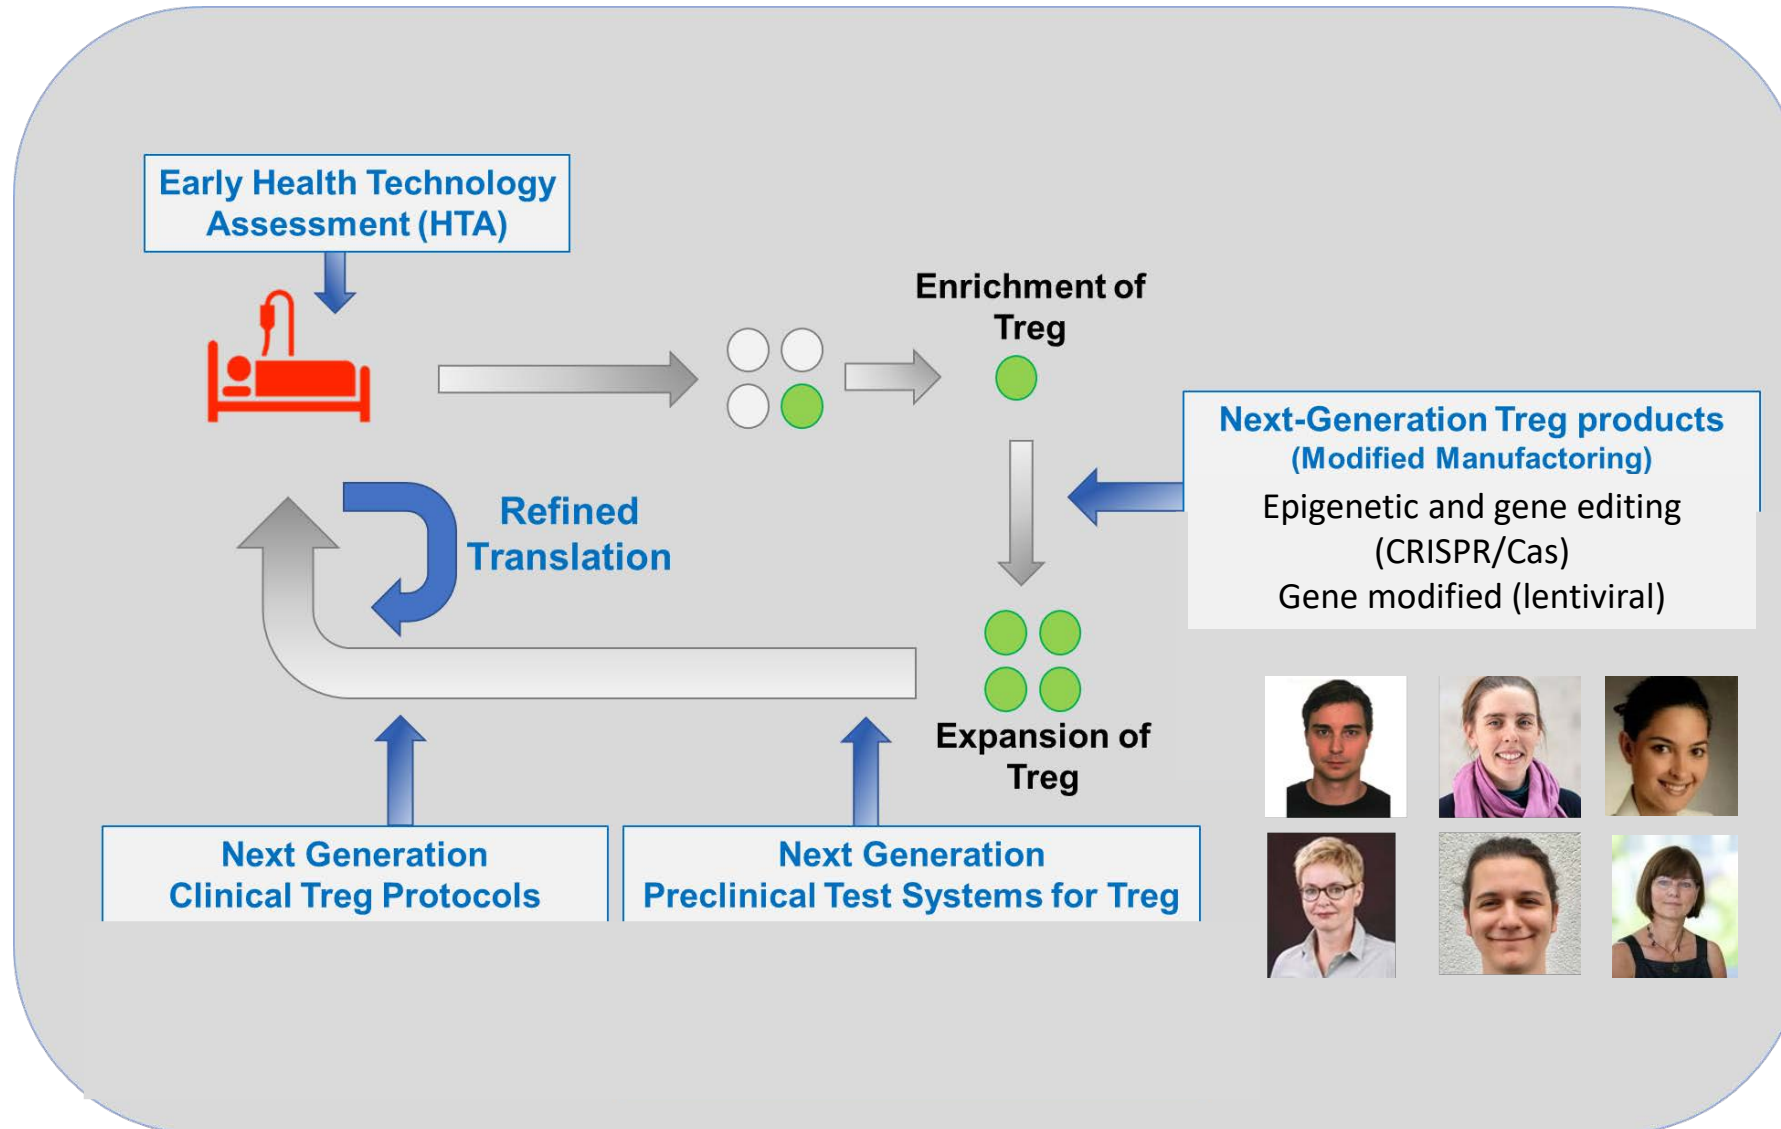 Early Health Technology
Assessment (HTA)
Enrichment of
Treg
Next-Generation Treg products
(Modified Manufactoring)
Epigenetic and gene editing
(CRISPR/Cas)
Gene modified (lentiviral)
Refined
Translation
Expansion of
Treg
Next Generation
Clinical Treg Protocols
Next Generation
Preclinical Test Systems for Treg